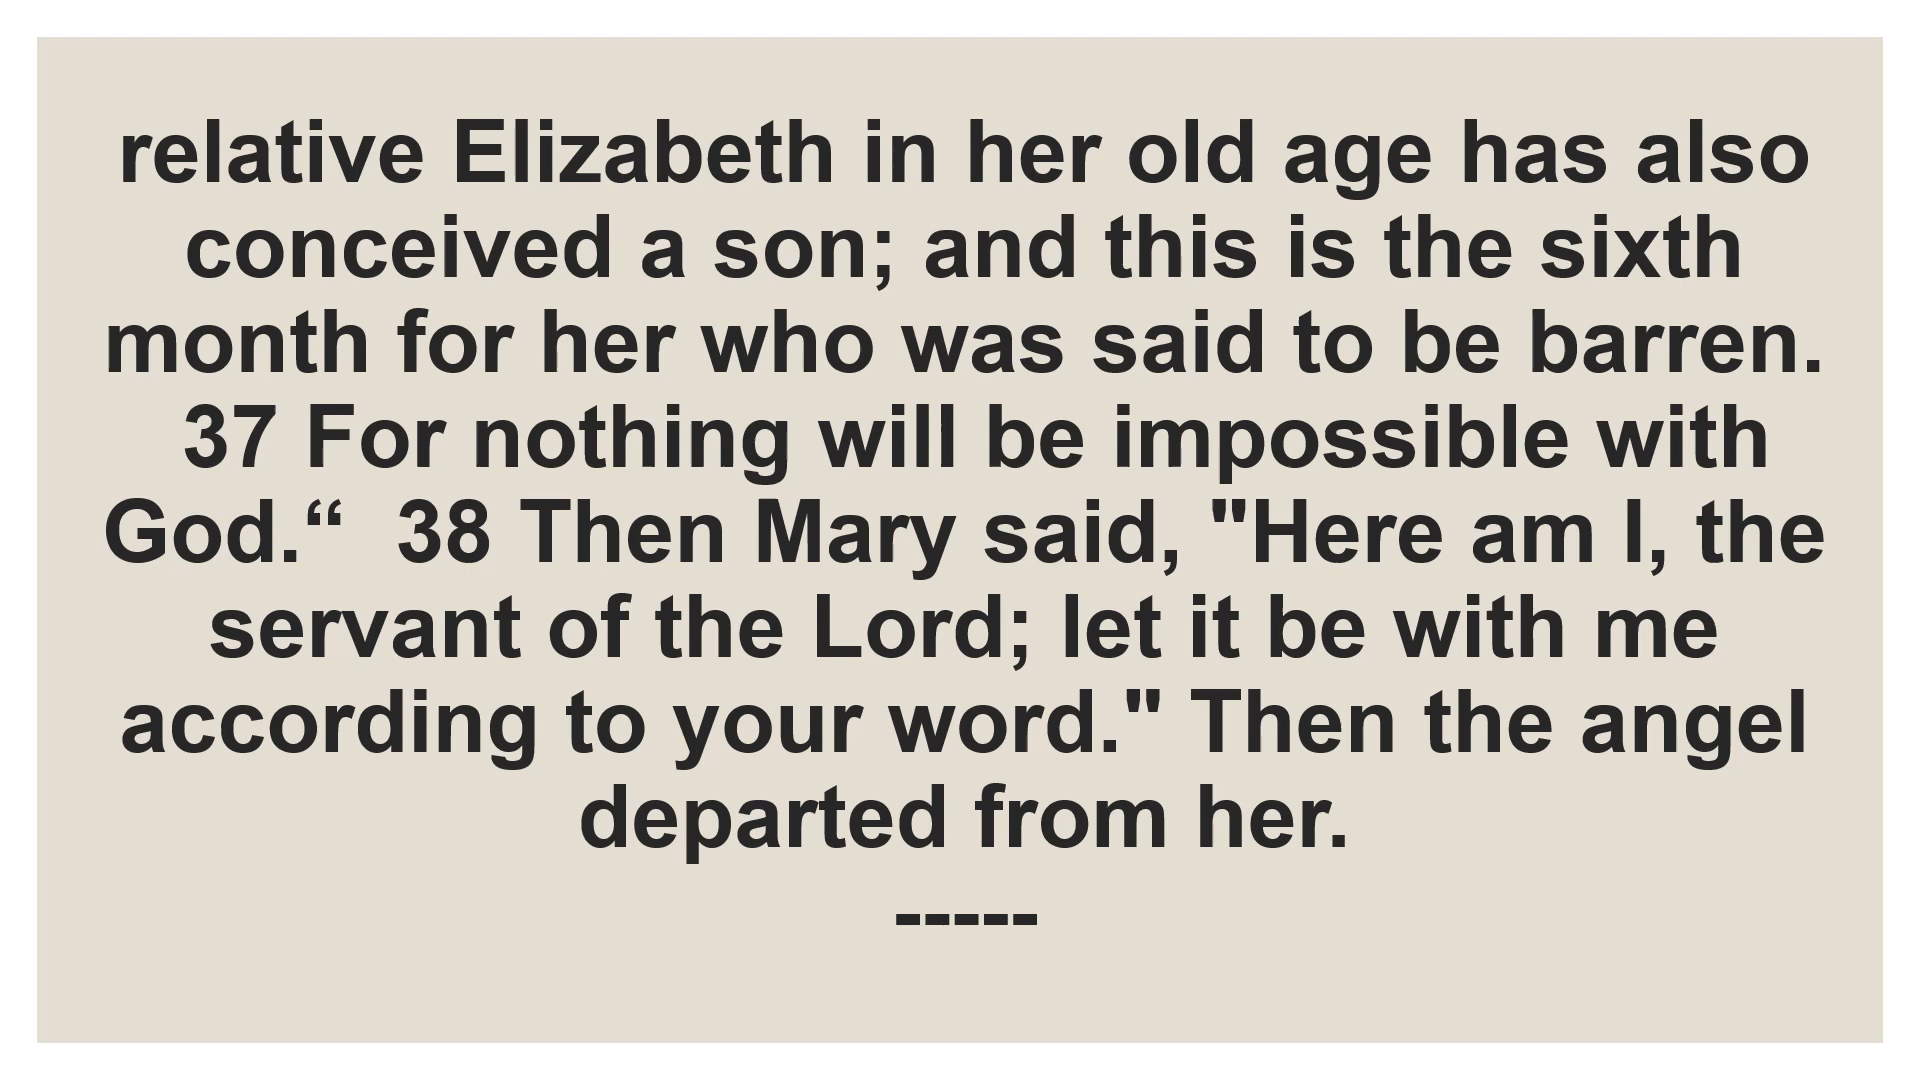 relative Elizabeth in her old age has also
conceived a son; and this is the sixth
month for her who was said to be barren.
37 For nothing will be impossible with
God.“  38 Then Mary said, "Here am I, the
servant of the Lord; let it be with me
according to your word." Then the angel
departed from her.
-----